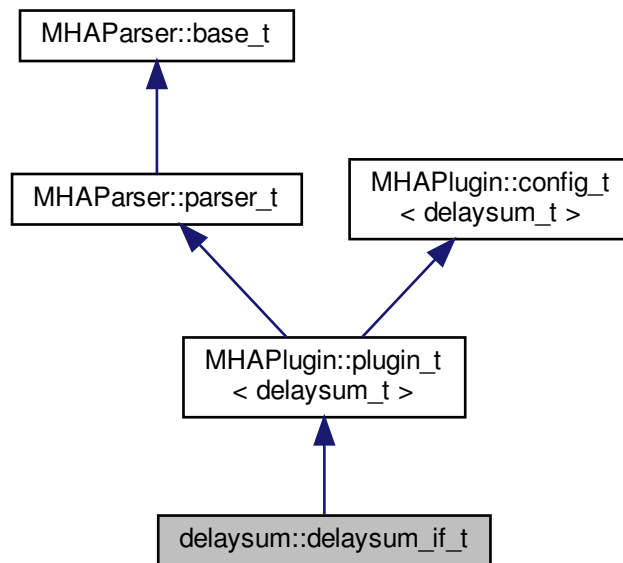 MHAParser::base_t
MHAParser::parser_t
MHAPlugin::config_t
< delaysum_t >
MHAPlugin::plugin_t
< delaysum_t >
delaysum::delaysum_if_t